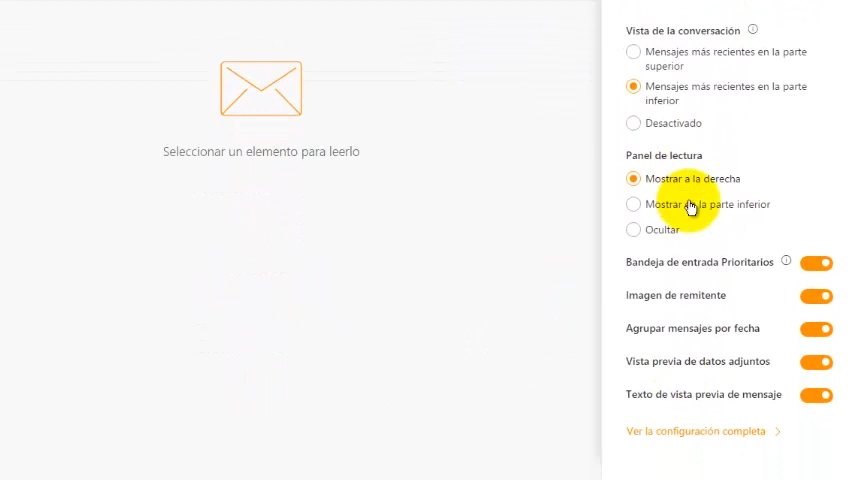 Seleccionar un elemento para leerlo
Vista de la conversación
Mensajes más recientes en la parte
superior
Mensajes más recientes en la parte
inferior
Desactivado
Panel de lectura
Mostrar a la derecha
Mostrar en la parte inferior
Ocultar
Bandeja de entrada Prioritarios
Imagen de remitente
Agrupar mensajes por fecha
Vista previa de datos adjuntos
Texto de vista previa de mensaje
Ver la configuración completa